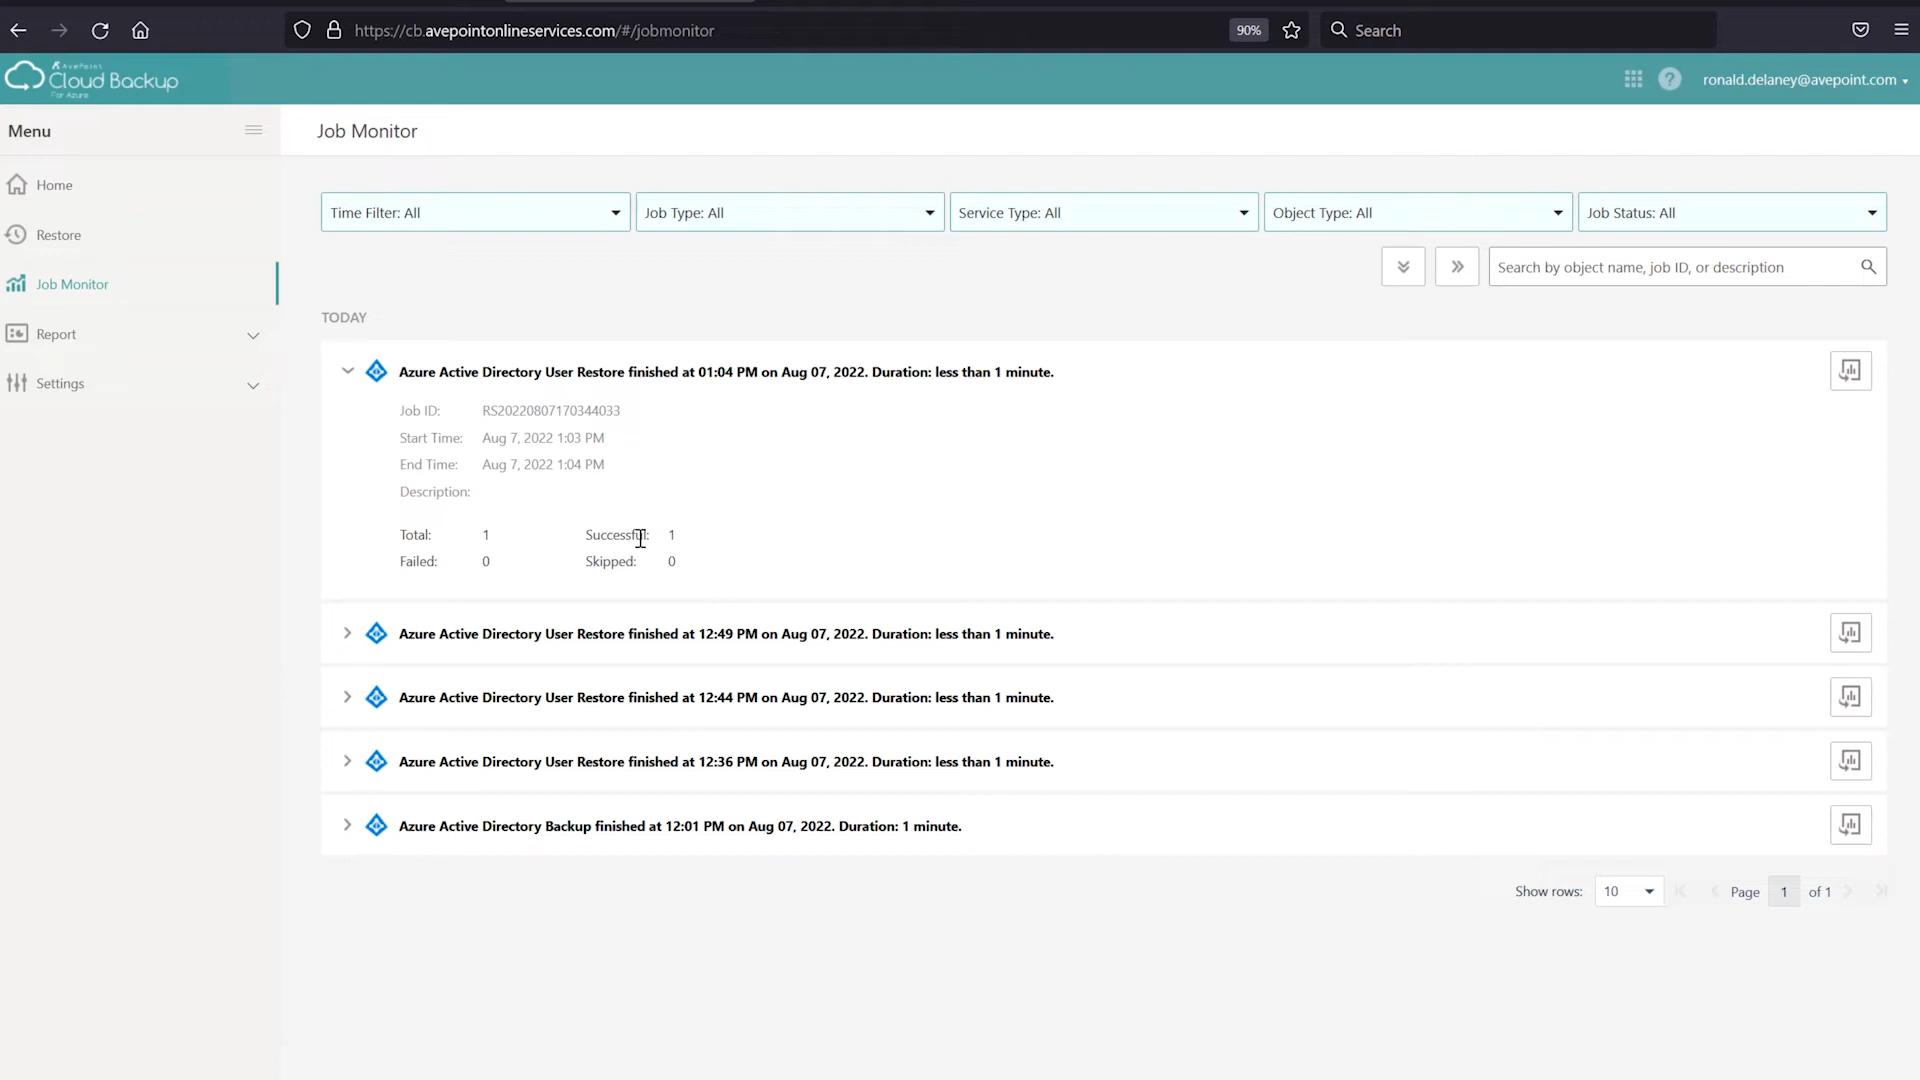 https://cb.avepointonlineservices.com/#/jobmonitor
90%
Search
AvePoint
Cloud Backup
For Azure
?
ronald.delaney@avepoint.com
Menu
Job Monitor
Home
Restore
Job Monitor
Report
Settings
Time Filter: All
Job Type: All
Service Type: All
Object Type: All
Job Status: All
Search by object name, job ID, or description
TODAY
Azure Active Directory User Restore finished at 01:04 PM on Aug 07, 2022. Duration: less than 1 minute.
Job ID: RS20220807170344033
Start Time: Aug 7, 2022 1:03 PM
End Time: Aug 7, 2022 1:04 PM
Description:
Total: 1 Successful: 1
Failed: 0 Skipped: 0
Azure Active Directory User Restore finished at 12:49 PM on Aug 07, 2022. Duration: less than 1 minute.
Azure Active Directory User Restore finished at 12:44 PM on Aug 07, 2022. Duration: less than 1 minute.
Azure Active Directory User Restore finished at 12:36 PM on Aug 07, 2022. Duration: less than 1 minute.
Azure Active Directory Backup finished at 12:01 PM on Aug 07, 2022. Duration: 1 minute.
Show rows: 10 Page 1 of 1